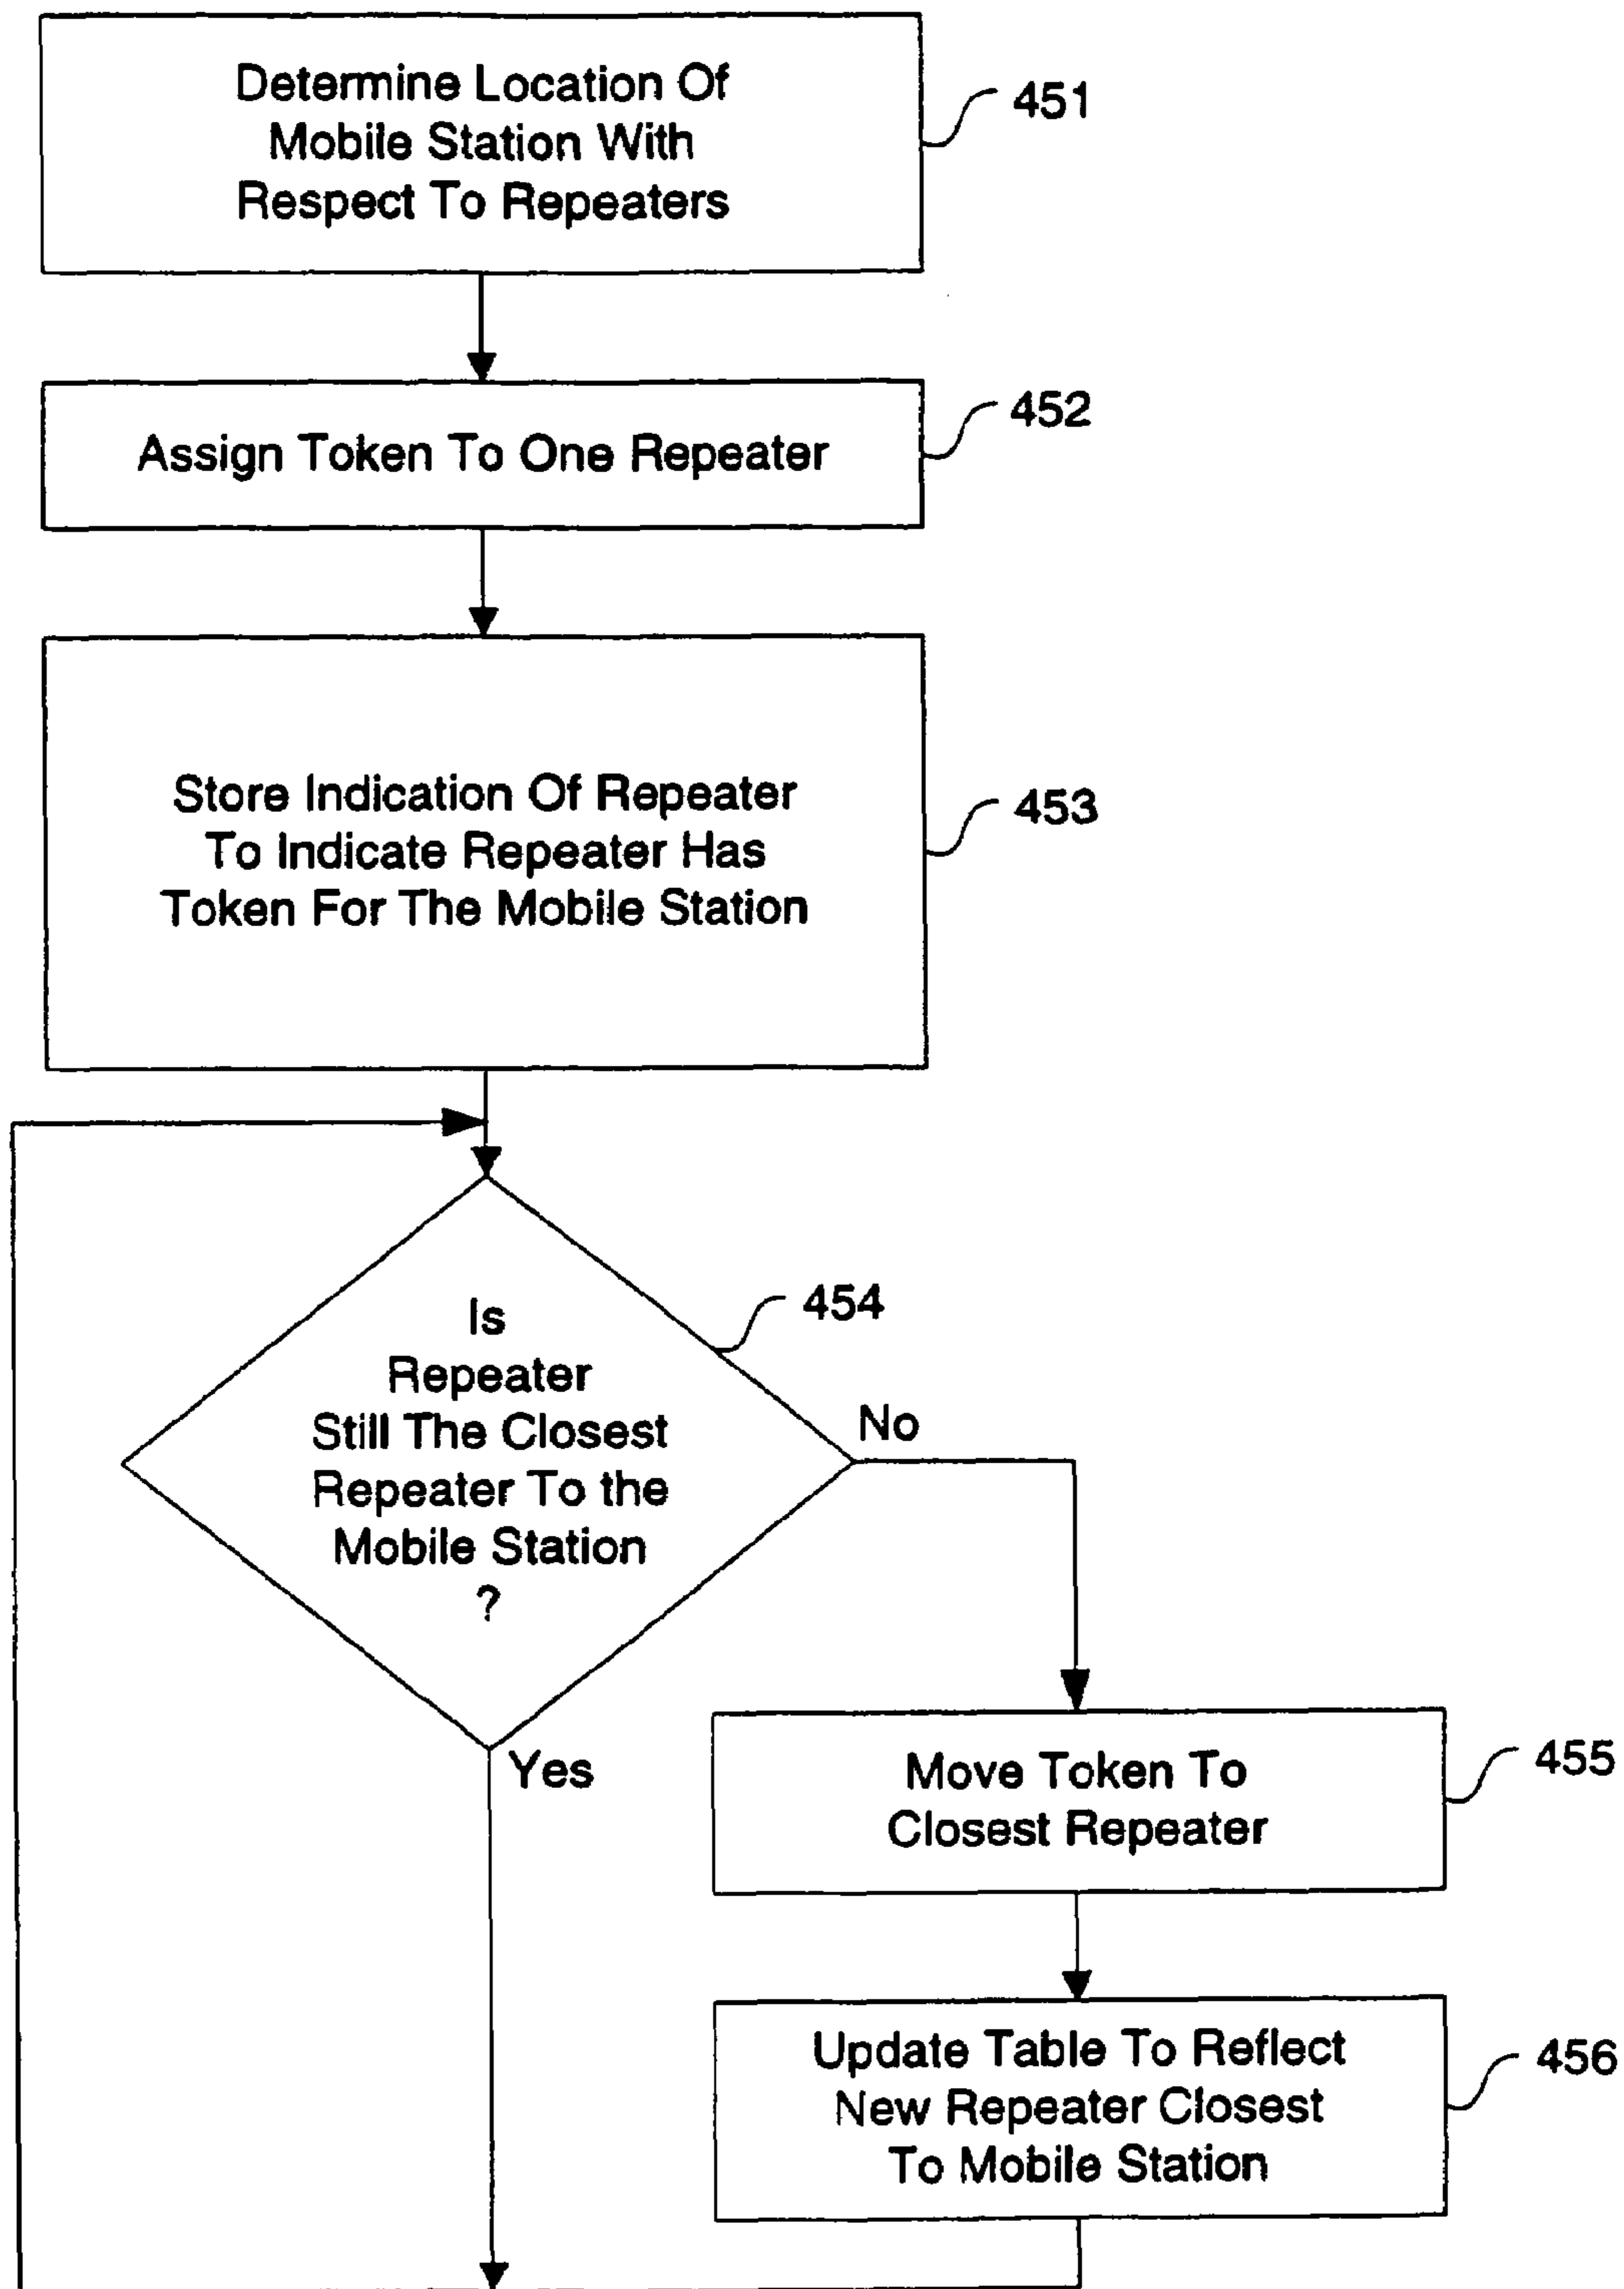 Determine Location Of
Mobile Station With
Respect To Repeaters
451
Assign Token To One Repeater
452
Store Indication Of Repeater
To Indicate Repeater Has
Token For The Mobile Station
453
Is
Repeater
Still The Closest
Repeater To the
Mobile Station
?
454
No
Yes
Move Token To
Closest Repeater
455
Update Table To Reflect
New Repeater Closest
To Mobile Station
456